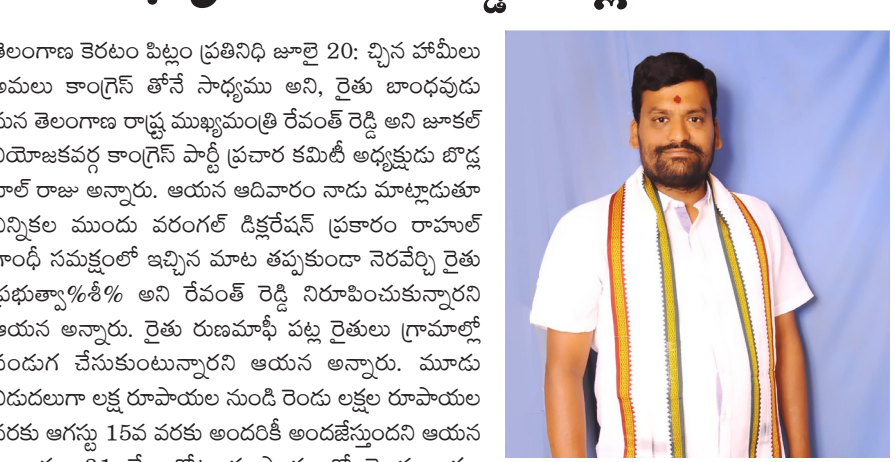 తెలంగాణ కెరటం పిట్లం ప్రతినిధి జూలై 20: చ్చిన హామీలు
అమలు కాంగ్రెస్ తోనే సాధ్యము అని, రైతు బాంధవుడు
మన తెలంగాణ రాష్ట్ర ముఖ్యమంత్రి రేవంత్ రెడ్డి అని జూకల్
నియోజకవర్గ కాంగ్రెస్ పార్టీ ప్రచార కమిటీ అధ్యక్షుడు బొడ్ల
రాజు అన్నారు. ఆయన ఆదివారం నాడు మాట్లాడుతూ
ఎన్నికల ముందు వరంగల్ డిక్లరేషన్ ప్రకారం రాహుల్
గాంధీ సమక్షంలో ఇచ్చిన మాట తప్పకుండా నెరవేర్చి రైతు
ప్రభుత్వా%శీ% అని రేవంత్ రెడ్డి నిరూపించుకున్నారని
ఆయన అన్నారు. రైతు రుణమాఫీ పట్ల రైతులు గ్రామాల్లో
పండుగ చేసుకుంటున్నారని ఆయన అన్నారు. మూడు
విడుదలుగా లక్ష రూపాయల నుండి రెండు లక్షల రూపాయల
వరకు ఆగస్టు 15వ వరకు అందరికీ అందజేస్తుందని ఆయన